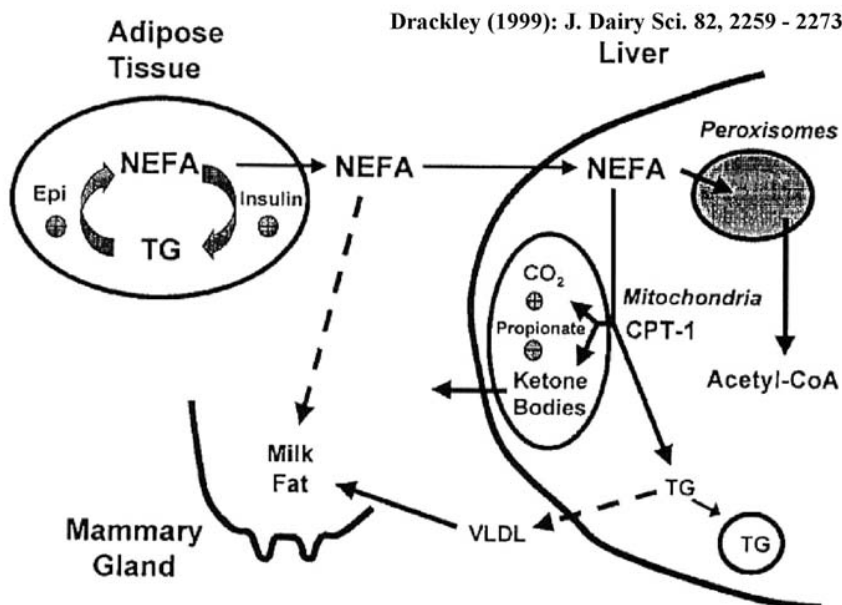 Drackley (1999): J. Dairy Sci. 82, 2259 - 2273
Adipose
Tissue
Liver
Peroxisomes
NEFA
NEFA
NEFA
Epi
Insulin
TG
CO₂
Mitochondria
Propionate
CPT-1
Ketone
Bodies
Acetyl-CoA
Milk
Fat
TG
VLDL
TG
Mammary
Gland